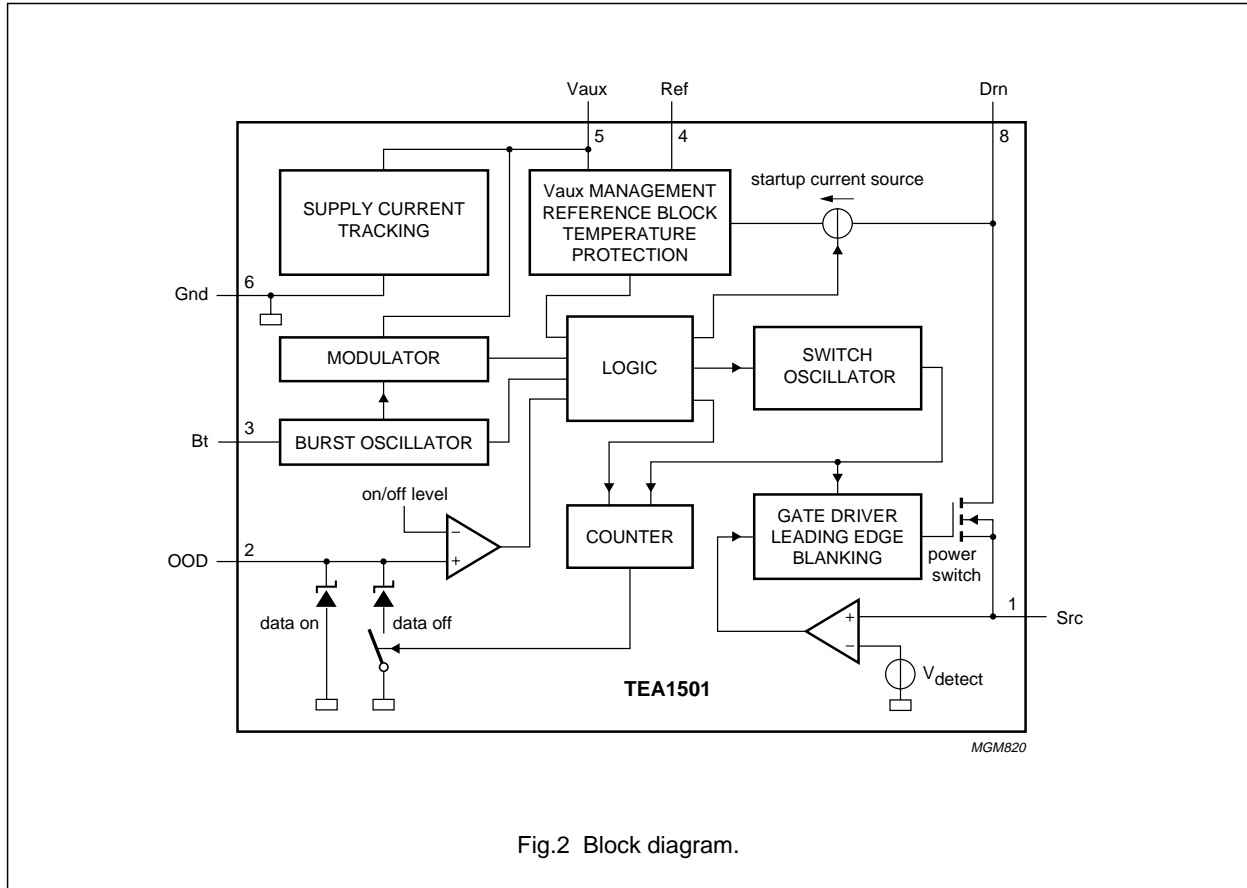 Vaux
Ref
Drn
5
4
8
SUPPLY CURRENT
TRACKING
Vaux MANAGEMENT
REFERENCE BLOCK
TEMPERATURE
PROTECTION
startup current source
6
Gnd
MODULATOR
LOGIC
SWITCH
OSCILLATOR
3
Bt
BURST OSCILLATOR
on/off level
−
+
COUNTER
GATE DRIVER
LEADING EDGE
BLANKING
power
switch
2
OOD
data on
data off
1
Src
+
−
Vdetect
TEA1501
MGM820
Fig.2 Block diagram.